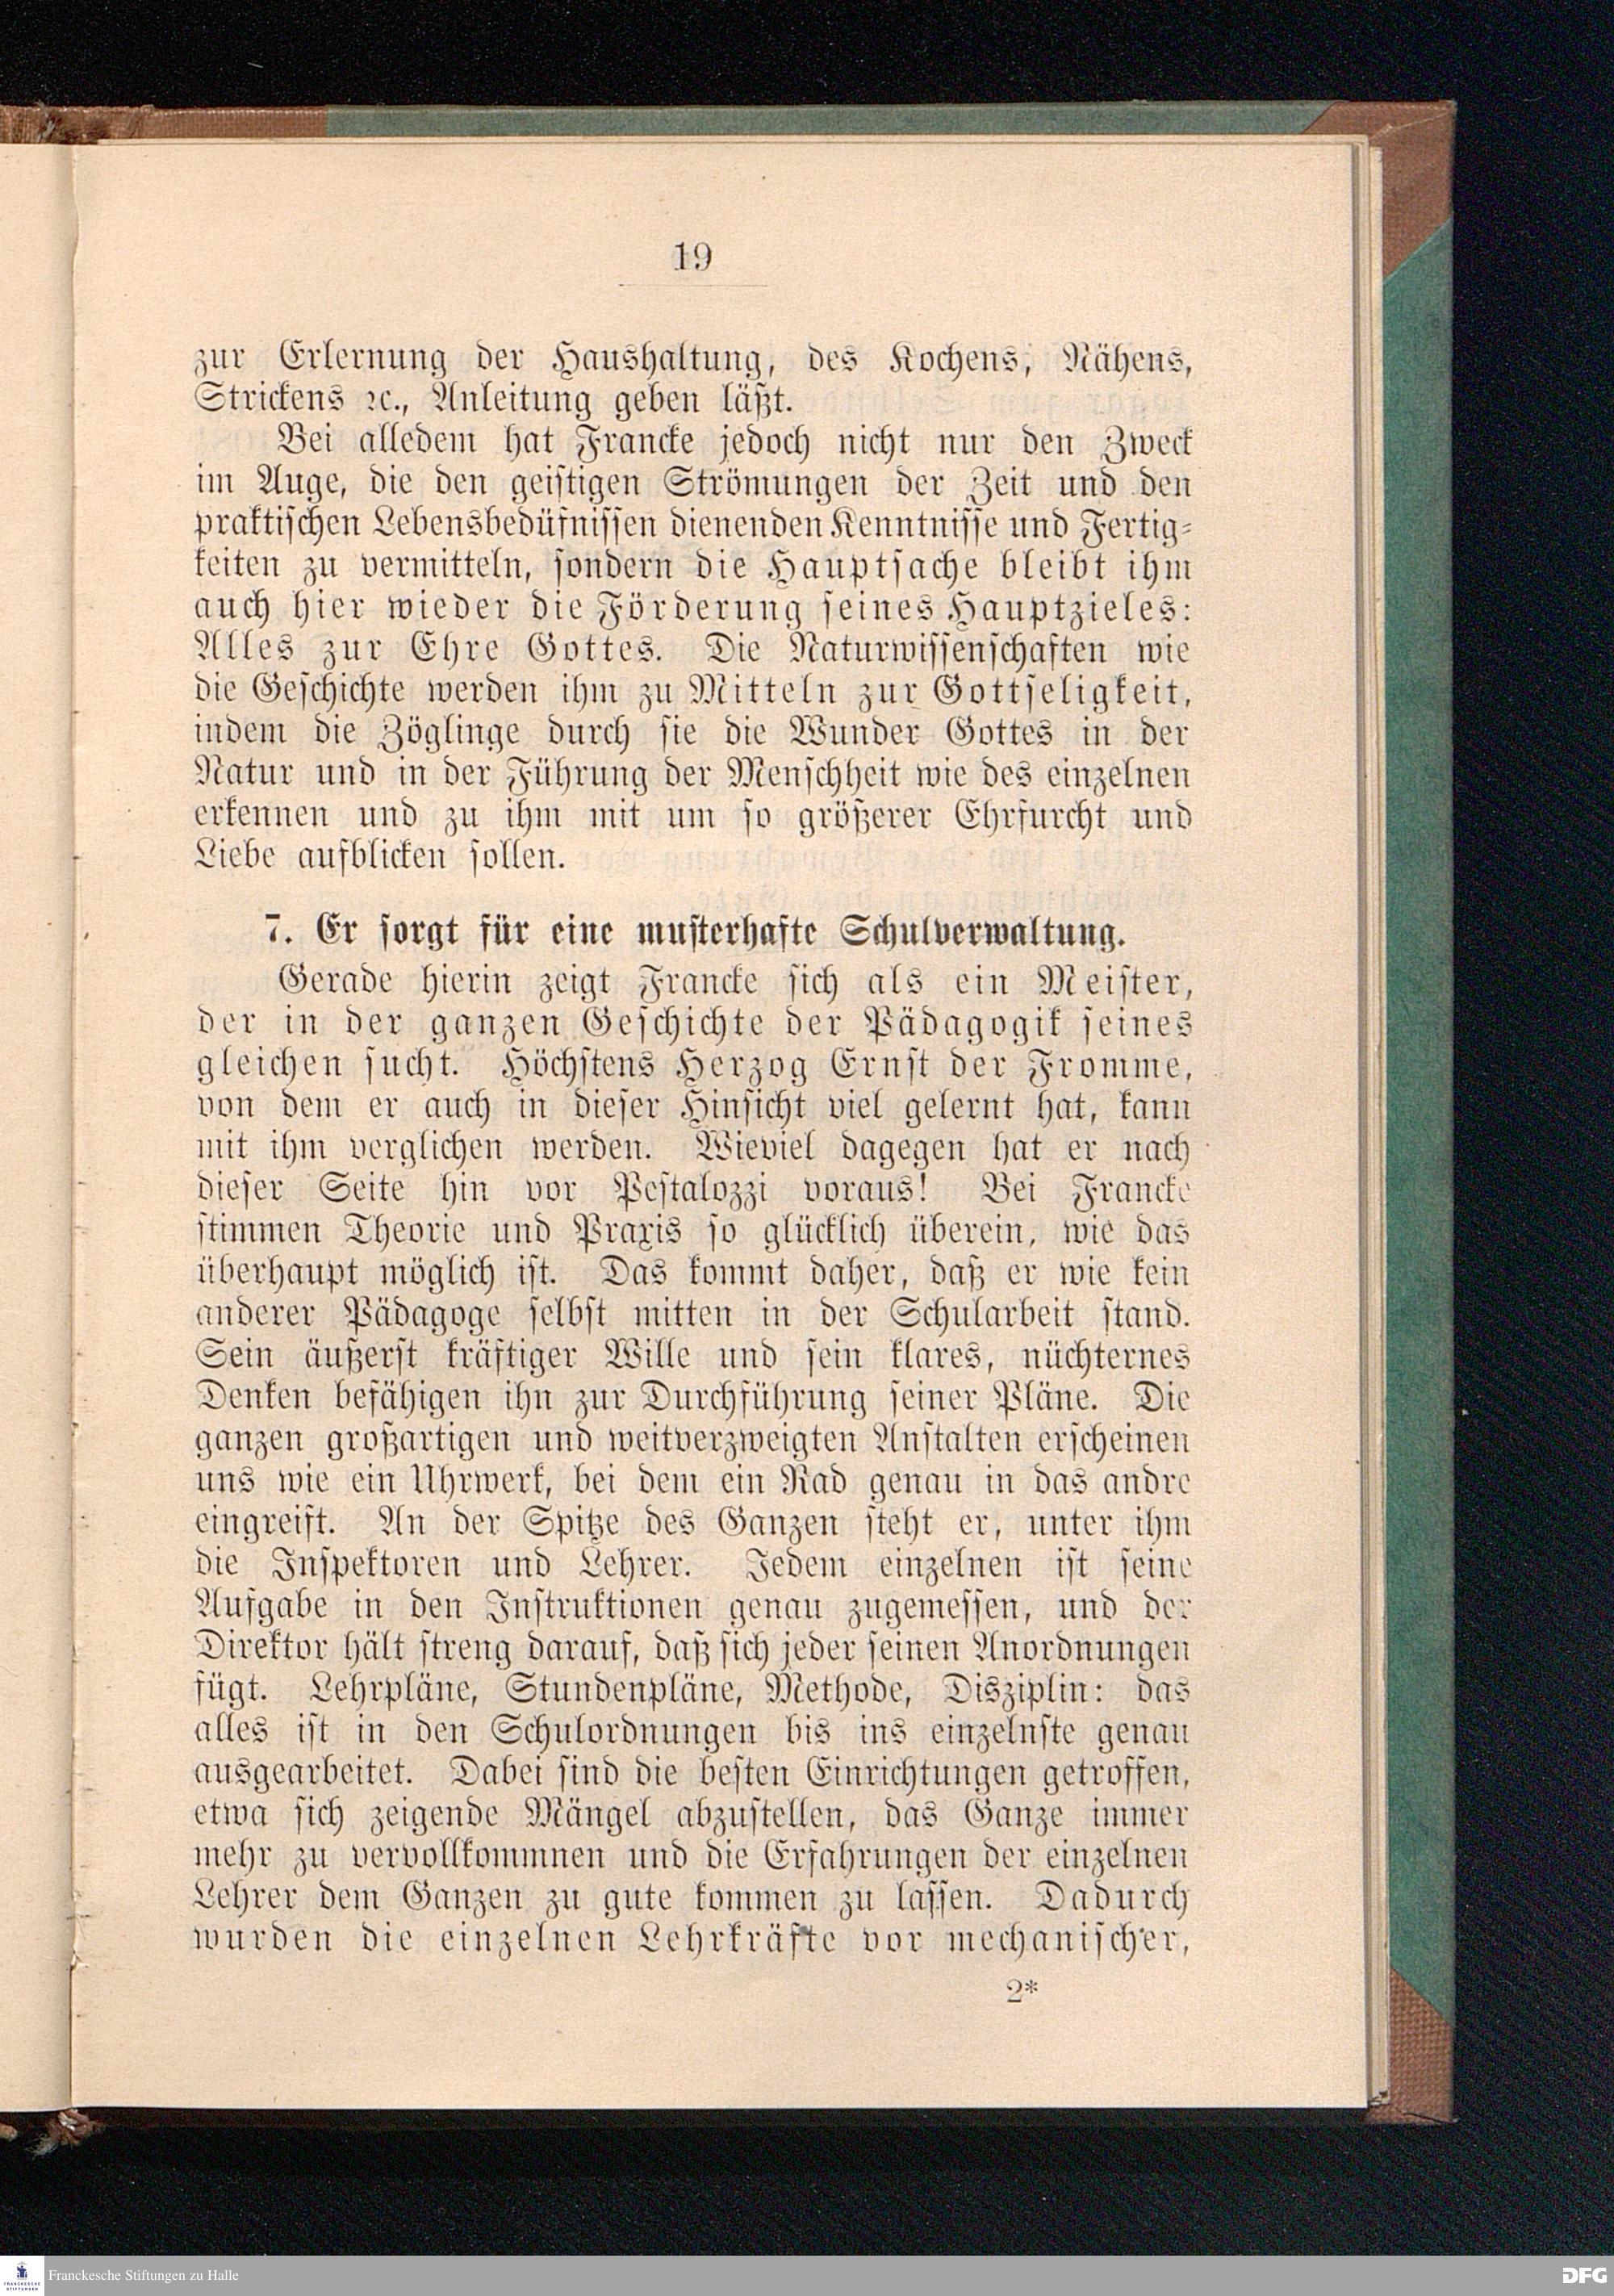 19
zur Erlernung der Haushaltung, des Kochens, Nähens,
Strickens ꝛc., Anleitung geben läßt.
Bei alledem hat Francke jedoch nicht nur den Zweck
im Auge, die den geistigen Strömungen der Zeit und den
praktischen Lebensbedüfnissen dienenden Kenntnisse und Fertig-
keiten zu vermitteln, sondern die Hauptsache bleibt ihm
auch hier wieder die Förderung seines Hauptzieles:
Alles zur Ehre Gottes. Die Naturwissenschaften wie
die Geschichte werden ihm zu Mitteln zur Gottseligkeit,
indem die Zöglinge durch sie die Wunder Gottes in der
Natur und in der Führung der Menschheit wie des einzelnen
erkennen und zu ihm mit um so größerer Ehrfurcht und
Liebe aufblicken sollen.
7. Er sorgt für eine musterhafte Schulverwaltung.
Gerade hierin zeigt Francke sich als ein Meister,
der in der ganzen Geschichte der Pädagogik seines
gleichen sucht. Höchstens Herzog Ernst der Fromme,
von dem er auch in dieser Hinsicht viel gelernt hat, kann
mit ihm verglichen werden. Wieviel dagegen hat er nach
dieser Seite hin vor Pestalozzi voraus! Bei Francke
stimmen Theorie und Praxis so glücklich überein, wie das
überhaupt möglich ist. Das kommt daher, daß er wie kein
anderer Pädagoge selbst mitten in der Schularbeit stand.
Sein äußerst kräftiger Wille und sein klares, nüchternes
Denken befähigen ihn zur Durchführung seiner Pläne. Die
ganzen großartigen und weitverzweigten Anstalten erscheinen
uns wie ein Uhrwerk, bei dem ein Rad genau in das andre
eingreift. An der Spitze des Ganzen steht er, unter ihm
die Inspektoren und Lehrer. Jedem einzelnen ist seine
Aufgabe in den Instruktionen genau zugemessen, und der
Direktor hält streng darauf, daß sich jeder seinen Anordnungen
fügt. Lehrpläne, Stundenpläne, Methode, Disziplin: das
alles ist in den Schulordnungen bis ins einzelnste genau
ausgearbeitet. Dabei sind die besten Einrichtungen getroffen,
etwa sich zeigende Mängel abzustellen, das Ganze immer
mehr zu vervollkommnen und die Erfahrungen der einzelnen
Lehrer dem Ganzen zu gute kommen zu lassen. Dadurch
wurden die einzelnen Lehrkräfte vor mechanischer,
2*
FRANCKESCHE STIFTUNGEN
Franckesche Stiftungen zu Halle
DFG